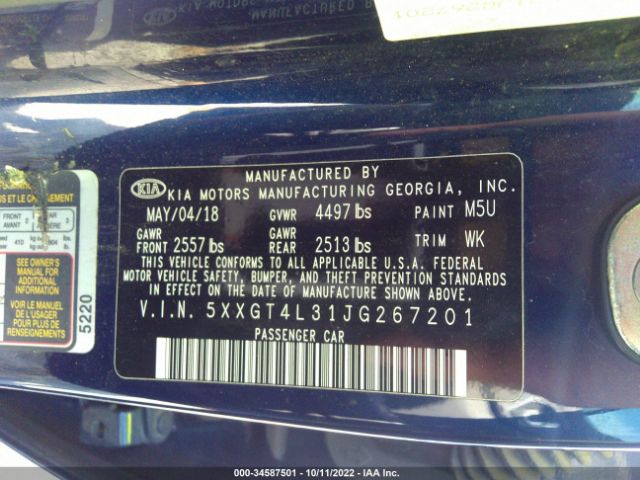 KIA MOTORS MANUFACTURING
MANUFACTURED BY
KIA KIA MOTORS MANUFACTURING GEORGIA, INC.
MAY/04/18 GVWR 4497 lbs PAINT M5U
GAWR FRONT 2557 lbs GAWR REAR 2513 lbs TRIM WK
THIS VEHICLE CONFORMS TO ALL APPLICABLE U.S.A. FEDERAL
MOTOR VEHICLE SAFETY, BUMPER, AND THEFT PREVENTION STANDARDS
IN EFFECT ON THE DATE OF MANUFACTURE SHOWN ABOVE.
V.I.N. 5XXGT4L31JG267201
PASSENGER CAR
SEE OWNER'S
MANUAL FOR
ADDITIONAL
INFORMATION
VOIR LE MANUEL
DE
POUR PLUS DE
5220
000-34587501 - 10/11/2022 - IAA Inc.